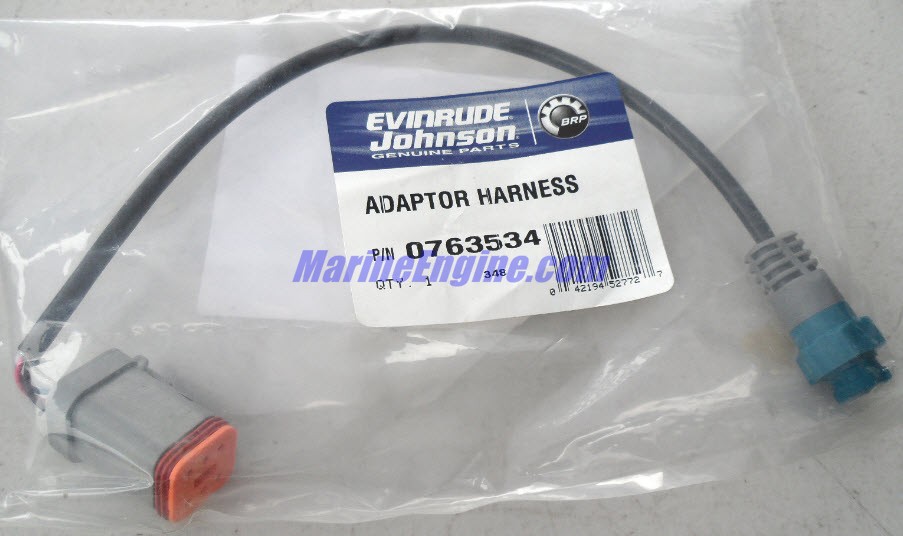 EVINRUDE
Johnson
GENUINE PARTS
BRP
ADAPTOR HARNESS
P/N 0763534
MarineEngine.com
QTY. 1 348
0 42194 52772 7